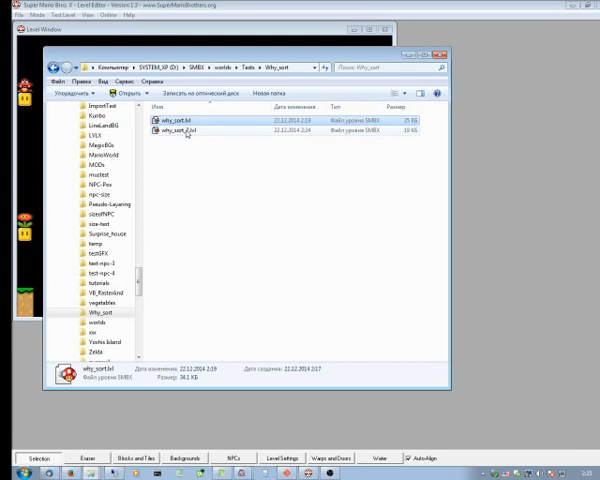 Super Mario Bros. X - Level Editor - Version 1.3 - www.SuperMarioBrothers.org
File Mode Test Level View Online Help
Level Window
Компьютер SYSTEM_XP (D:) SMBX worlds Tests Why_sort
Поиск: Why_sort
Файл Правка Вид Сервис Справка
Упорядочить Открыть Записать на оптический диск Новая папка
Имя Дата изменения Тип Размер
ImportTest
Kuribo
LineLandBG
LVLX
MagicBGs
MarioWorld
MODs
mustest
NPC-Pos
npc-size
Pseudo-Layering
sizeofNPC
size-test
Surprise_house
temp
testGFX
test-npc-3
test-npc-4
tutorials
VB_RasterAnd
vegetables
Why_sort
worlds
xxx
Yoshis Island
Zelda
why_sort.lvl 22.12.2014 2:19 Файл уровня SMBX 35 КБ
22.12.2014 2:24 Файл уровня SMBX 19 КБ
why_sort.lvl Дата изменения: 22.12.2014 2:19 Дата создания: 22.12.2014 2:17
Файл уровня SMBX Размер: 34,1 КБ
Selection Eraser Blocks and Tiles Backgrounds NPCs Level Settings Warps and Doors Water AutoAlign